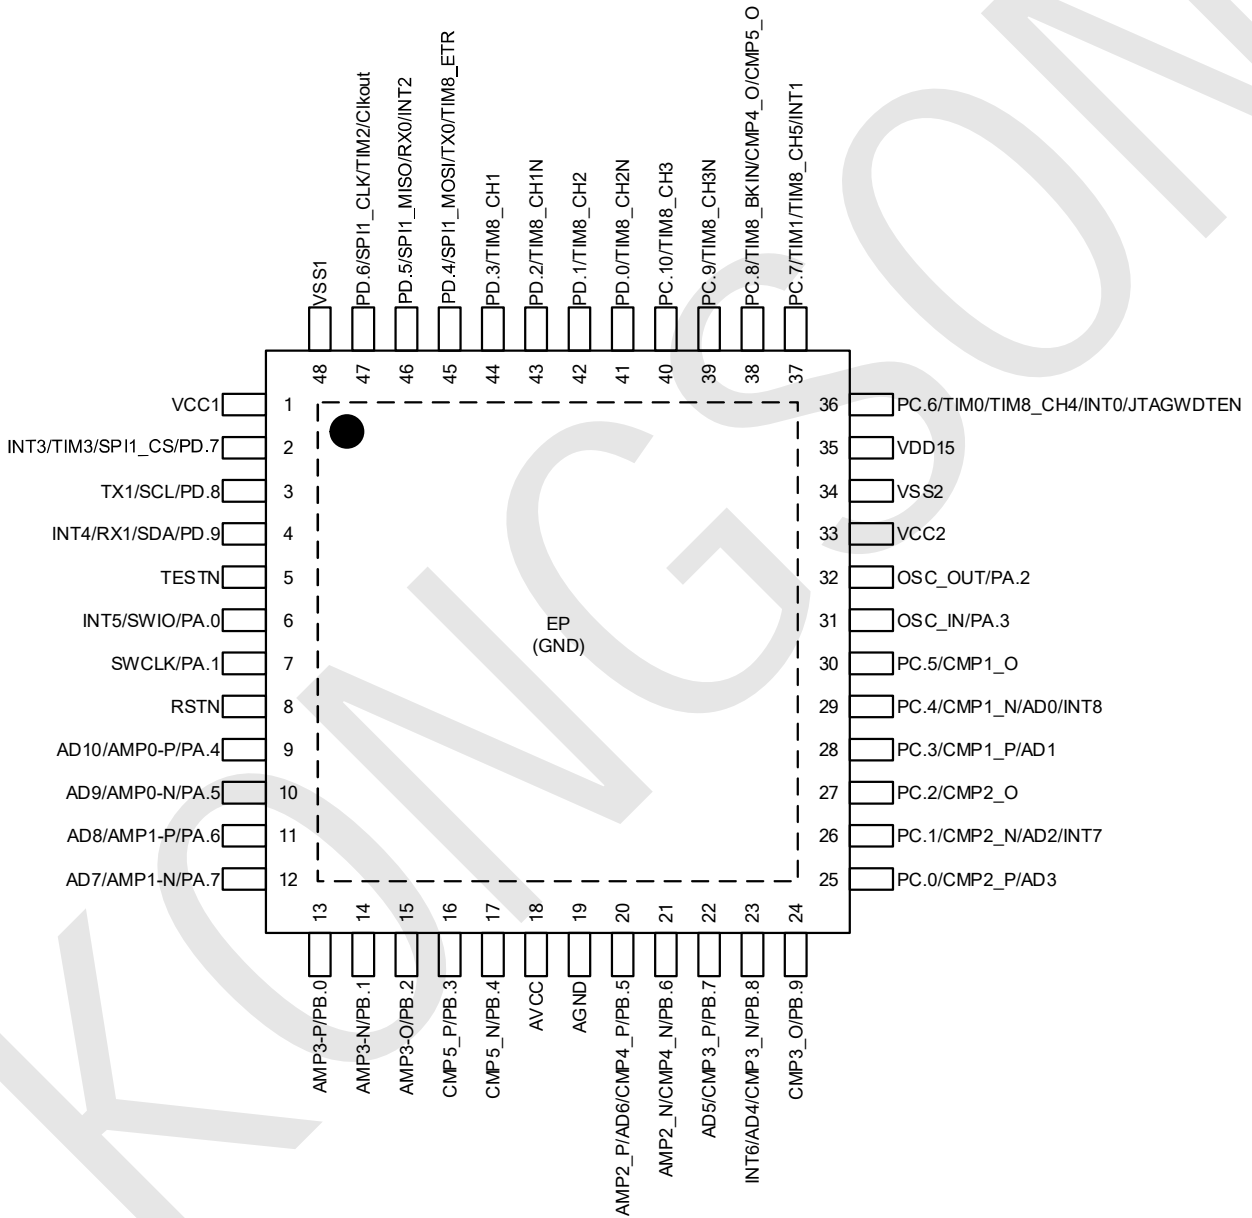 VSS1
PD.6/SPI1_CLK/TIM2/Clkout
PD.5/SPI1_MISO/RX0/INT2
PD.4/SPI1_MOSI/TX0/TIM8_ETR
PD.3/TIM8_CH1
PD.2/TIM8_CH1N
PD.1/TIM8_CH2
PD.0/TIM8_CH2N
PC.10/TIM8_CH3
PC.9/TIM8_CH3N
PC.8/TIM8_BKIN/CMP4_O/CMP5_O
PC.7/TIM1/TIM8_CH5/INT1
48
47
46
45
44
43
42
41
40
39
38
37
VCC1 1
INT3/TIM3/SPI1_CS/PD.7 2
TX1/SCL/PD.8 3
INT4/RX1/SDA/PD.9 4
TESTN 5
INT5/SWIO/PA.0 6
SWCLK/PA.1 7
RSTN 8
AD10/AMP0-P/PA.4 9
AD9/AMP0-N/PA.5 10
AD8/AMP1-P/PA.6 11
AD7/AMP1-N/PA.7 12
EP
(GND)
36 PC.6/TIM0/TIM8_CH4/INT0/JTAGWDTEN
35 VDD15
34 VSS2
33 VCC2
32 OSC_OUT/PA.2
31 OSC_IN/PA.3
30 PC.5/CMP1_O
29 PC.4/CMP1_N/AD0/INT8
28 PC.3/CMP1_P/AD1
27 PC.2/CMP2_O
26 PC.1/CMP2_N/AD2/INT7
25 PC.0/CMP2_P/AD3
13
14
15
16
17
18
19
20
21
22
23
24
AMP3-P/PB.0
AMP3-N/PB.1
AMP3-O/PB.2
CMP5_P/PB.3
CMP5_N/PB.4
AVCC
AGND
AMP2_P/AD6/CMP4_P/PB.5
AMP2_N/CMP4_N/PB.6
AD5/CMP3_P/PB.7
INT6/AD4/CMP3_N/PB.8
CMP3_O/PB.9
KONGSON